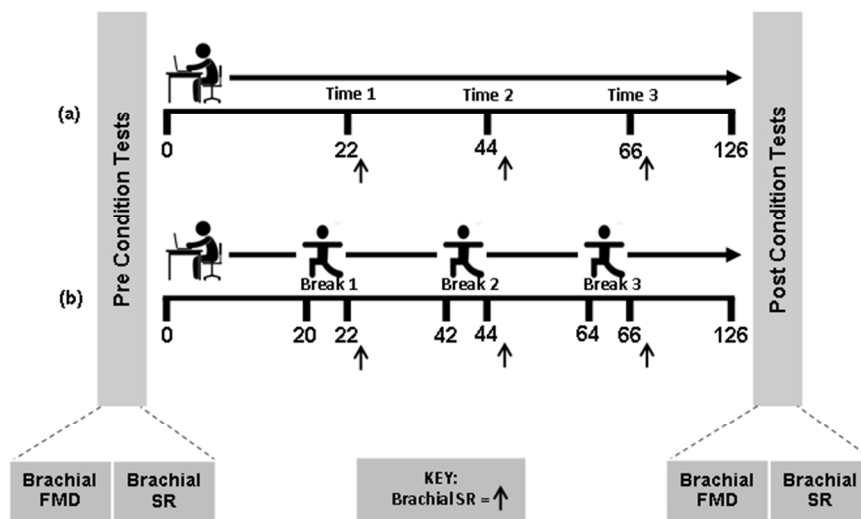 Pre Condition Tests
(a)
Time 1 Time 2 Time 3
0 22 44 66 126
(b)
Break 1 Break 2 Break 3
0 20 22 42 44 64 66 126
Post Condition Tests
Brachial
FMD
Brachial
SR
KEY:
Brachial SR = ↑
Brachial
FMD
Brachial
SR